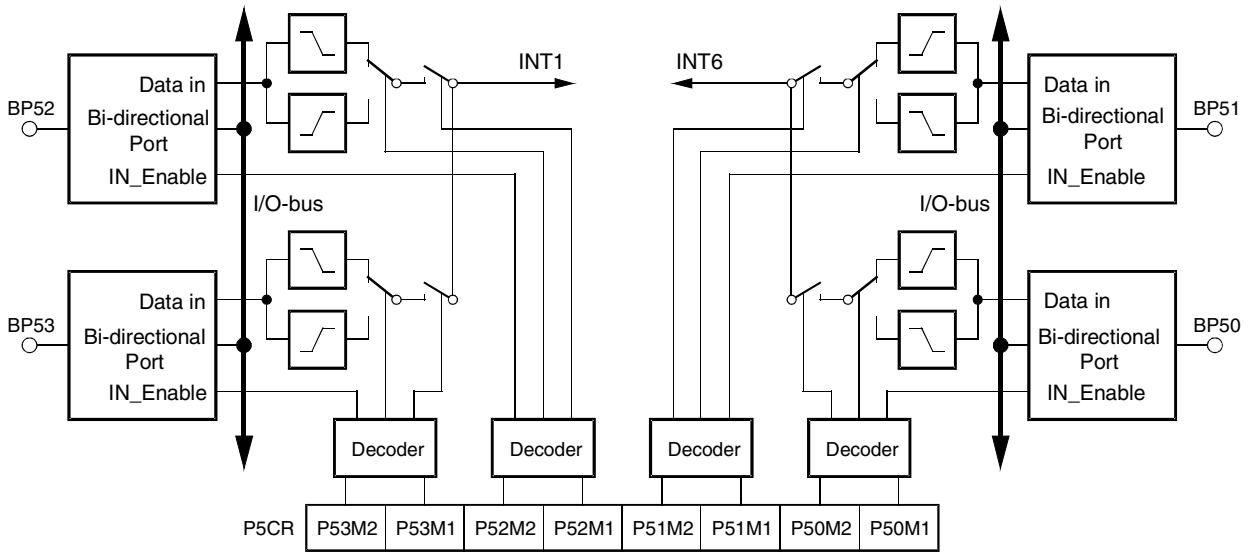 INT1
INT6
BP52
Data in
Bi-directional
Port
IN_Enable
Data in
Bi-directional
Port
IN_Enable
BP51
I/O-bus
I/O-bus
BP53
Data in
Bi-directional
Port
IN_Enable
Data in
Bi-directional
Port
IN_Enable
BP50
Decoder
Decoder
Decoder
Decoder
P5CR P53M2 P53M1 P52M2 P52M1 P51M2 P51M1 P50M2 P50M1